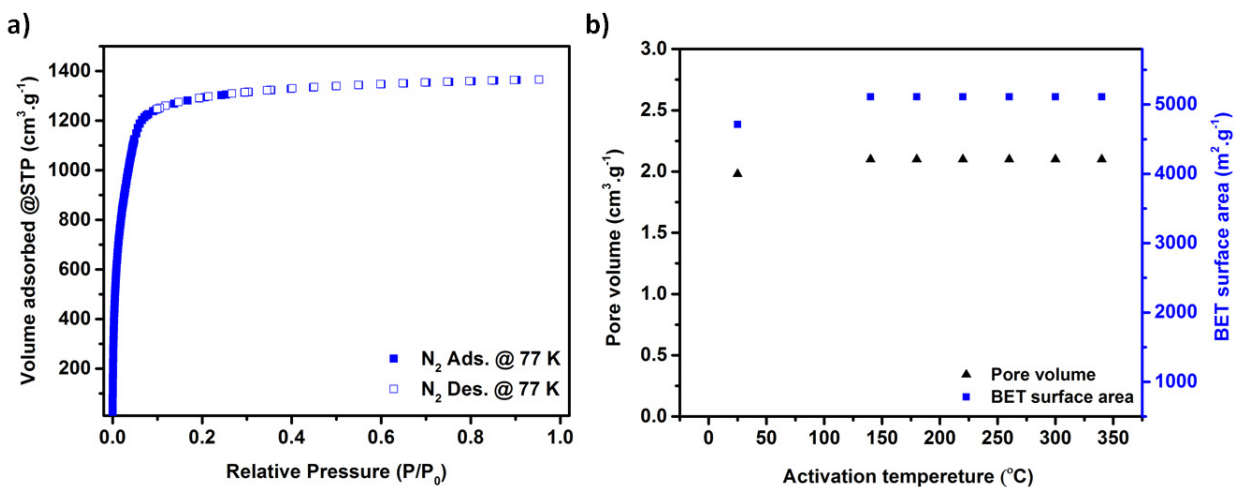 a)
Volume adsorbed @STP (cm³.g⁻¹)
1400
1200
1000
800
600
400
200
N₂ Ads. @ 77 K
N₂ Des. @ 77 K
0.0 0.2 0.4 0.6 0.8 1.0
Relative Pressure (P/P₀)
b)
Pore volume (cm³.g⁻¹)
3.0
2.5
2.0
1.5
1.0
0.5
0.0
Pore volume
BET surface area
0 50 100 150 200 250 300 350
Activation tempereture (°C)
5000
4000
3000
2000
1000
BET surface area (m².g⁻¹)